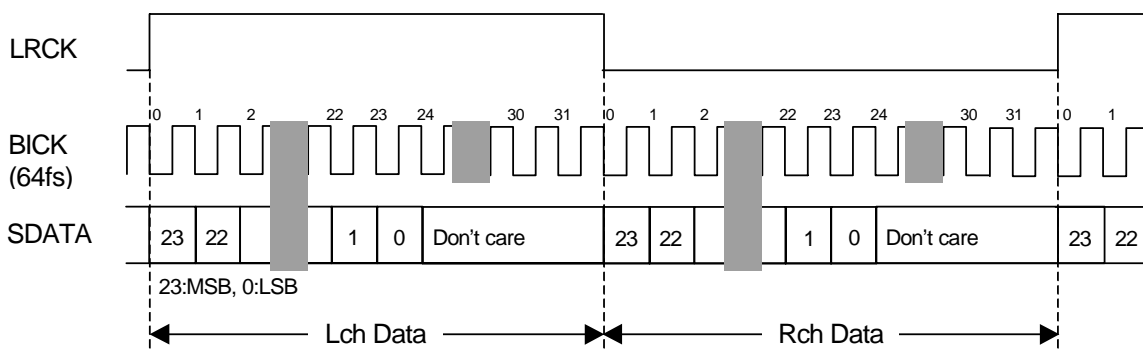 LRCK
0 1 2 22 23 24 30 31 0 1 2 22 23 24 30 31 0 1
BICK
(64fs)
SDATA 23 22 1 0 Don't care 23 22 1 0 Don't care 23 22
23:MSB, 0:LSB
Lch Data Rch Data